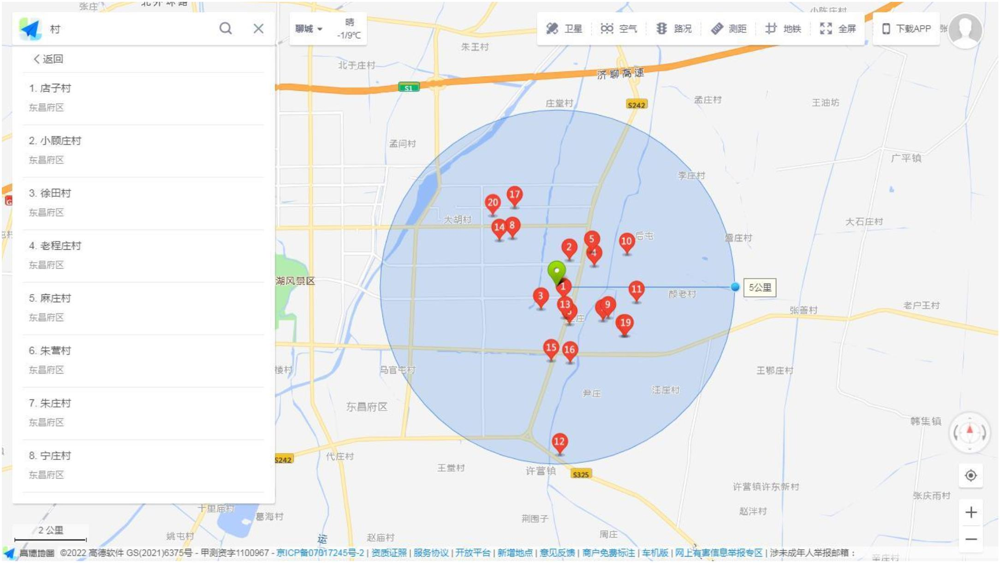 张庄
北外环路
小陈庄村
村
聊城
晴
-1/9℃
卫星
空气
路况
测距
地铁
全屏
下载APP
张
返回
1. 店子村
东昌府区
2. 小顾庄村
东昌府区
3. 徐田村
东昌府区
4. 老程庄村
东昌府区
5. 麻庄村
东昌府区
6. 朱营村
东昌府区
7. 朱庄村
东昌府区
8. 宁庄村
东昌府区
朱王村
北于庄村
济聊高速
S1
庄堂村
S242
孟庄村
王油坊
孟闫村
广平镇
李庄村
17
20
大胡村
14
8
大石庄村
5
10
后屯
盛庄村
2
4
湖风景区
1
11
5公里
3
颜老村
13
9
老户王村
张善村
19
15
16
楼村
马官屯村
王鄂庄村
尹庄
汪庄村
东昌府区
韩集镇
12
S242
代庄村
王堂村
许营镇
S325
许营镇许东新村
张庆雨村
十里庙村
葛海村
赵泮村
荆围子
2 公里
姚屯村
运
赵庙村
周庄
高德地图 ©2022 高德软件 GS(2021)6375号 - 甲测资字1100967 - 京ICP备07017245号-2 | 资质证照 | 服务协议 | 开放平台 | 新增地点 | 意见反馈 | 商户免费标注 | 车机版 | 网上有害信息举报专区 | 涉未成年人举报邮箱：